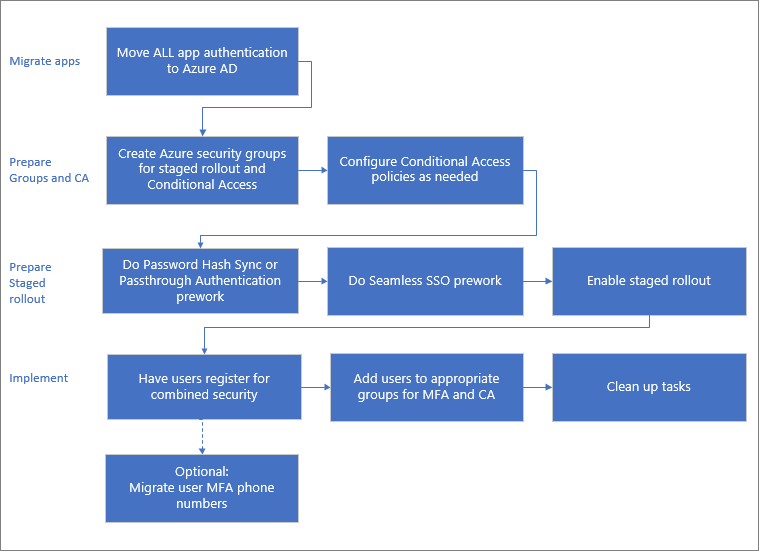 Migrate apps
Move ALL app authentication
to Azure AD
Prepare
Groups and CA
Create Azure security groups
for staged rollout and
Conditional Access
Configure Conditional Access
policies as needed
Prepare
Staged
rollout
Do Password Hash Sync or
Passthrough Authentication
prework
Do Seamless SSO prework
Enable staged rollout
Implement
Have users register for
combined security
Add users to appropriate
groups for MFA and CA
Clean up tasks
Optional:
Migrate user MFA phone
numbers